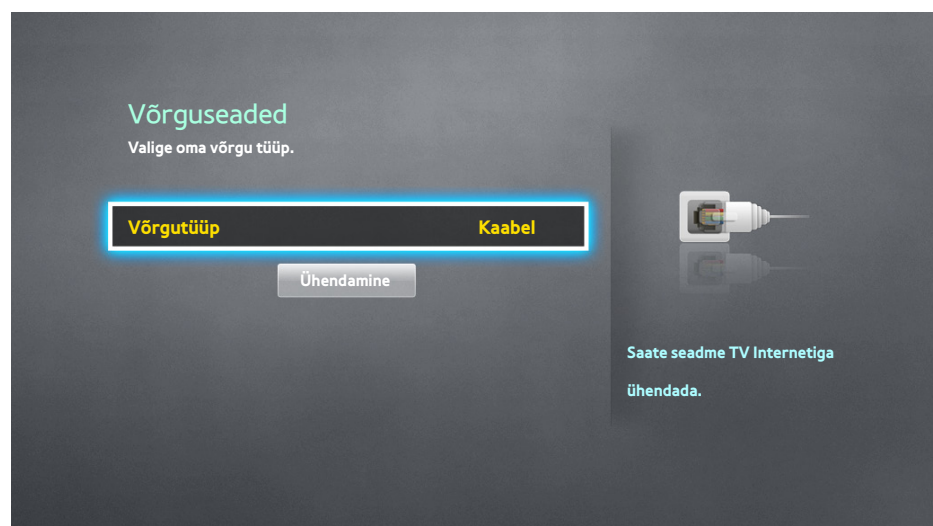 Võrguseaded
Valige oma võrgu tüüp.
Võrgutüüp Kaabel
Ühendamine
Saate seadme TV Internetiga
ühendada.